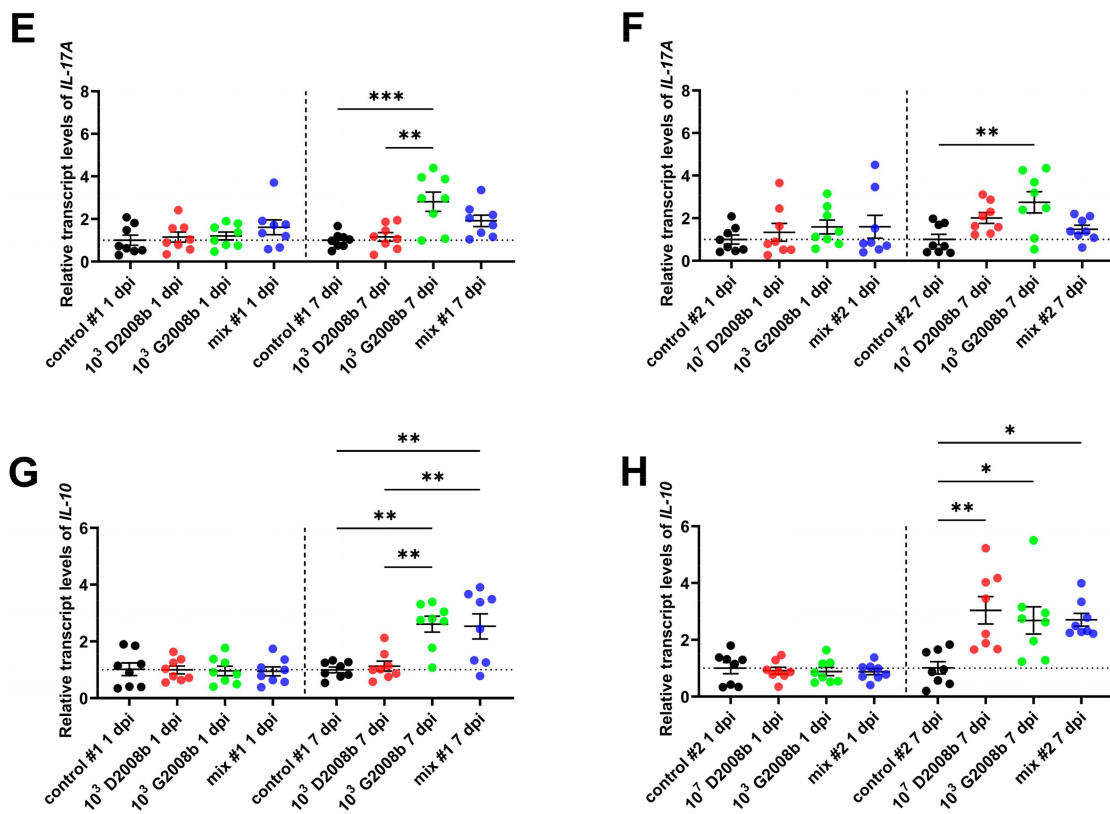 E
Relative transcript levels of IL-17A
8
6
4
2
0
***
**
control #1 1 dpi
10³ D2008b 1 dpi
10³ G2008b 1 dpi
mix #1 1 dpi
control #1 7 dpi
10³ D2008b 7 dpi
10³ G2008b 7 dpi
mix #1 7 dpi
F
Relative transcript levels of IL-17A
8
6
4
2
0
**
control #2 1 dpi
10⁷ D2008b 1 dpi
10³ G2008b 1 dpi
mix #2 1 dpi
control #2 7 dpi
10⁷ D2008b 7 dpi
10³ G2008b 7 dpi
mix #2 7 dpi
G
Relative transcript levels of IL-10
6
4
2
0
**
**
**
**
control #1 1 dpi
10³ D2008b 1 dpi
10³ G2008b 1 dpi
mix #1 1 dpi
control #1 7 dpi
10³ D2008b 7 dpi
10³ G2008b 7 dpi
mix #1 7 dpi
H
Relative transcript levels of IL-10
6
4
2
0
*
*
**
control #2 1 dpi
10⁷ D2008b 1 dpi
10³ G2008b 1 dpi
mix #2 1 dpi
control #2 7 dpi
10⁷ D2008b 7 dpi
10³ G2008b 7 dpi
mix #2 7 dpi